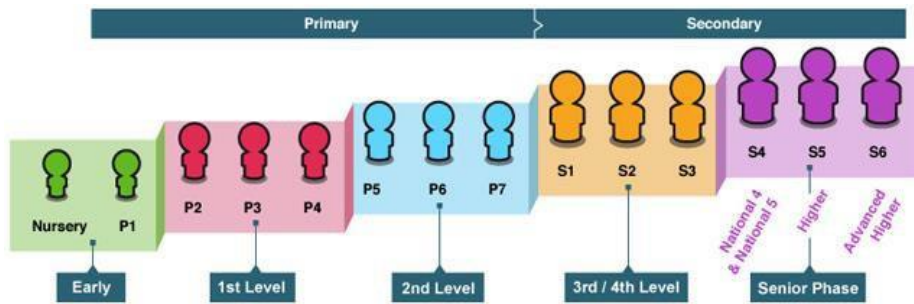 Primary
Secondary
Nursery
P1
P2
P3
P4
P5
P6
P7
S1
S2
S3
S4
S5
S6
National 4
& National 5
Higher
Advanced
Higher
Early
1st Level
2nd Level
3rd / 4th Level
Senior Phase